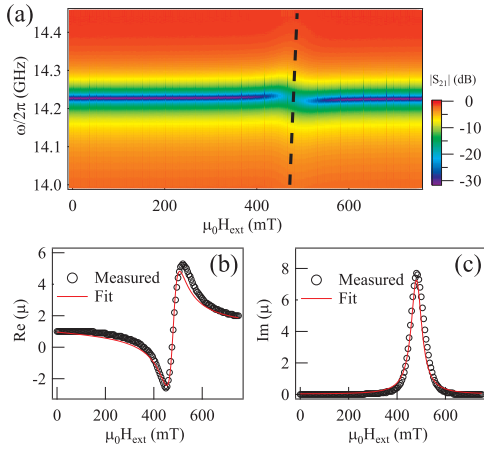 (a)
ω/2π (GHz)
14.4
14.3
14.2
14.1
14.0
0
200
400
600
μ₀Hₑₓₜ (mT)
|S₂₁| (dB)
0
-10
-20
-30
(b)
Re (μ)
6
4
2
0
-2
Measured
Fit
0
200
400
600
μ₀Hₑₓₜ (mT)
(c)
Im (μ)
8
6
4
2
0
Measured
Fit
0
200
400
600
μ₀Hₑₓₜ (mT)